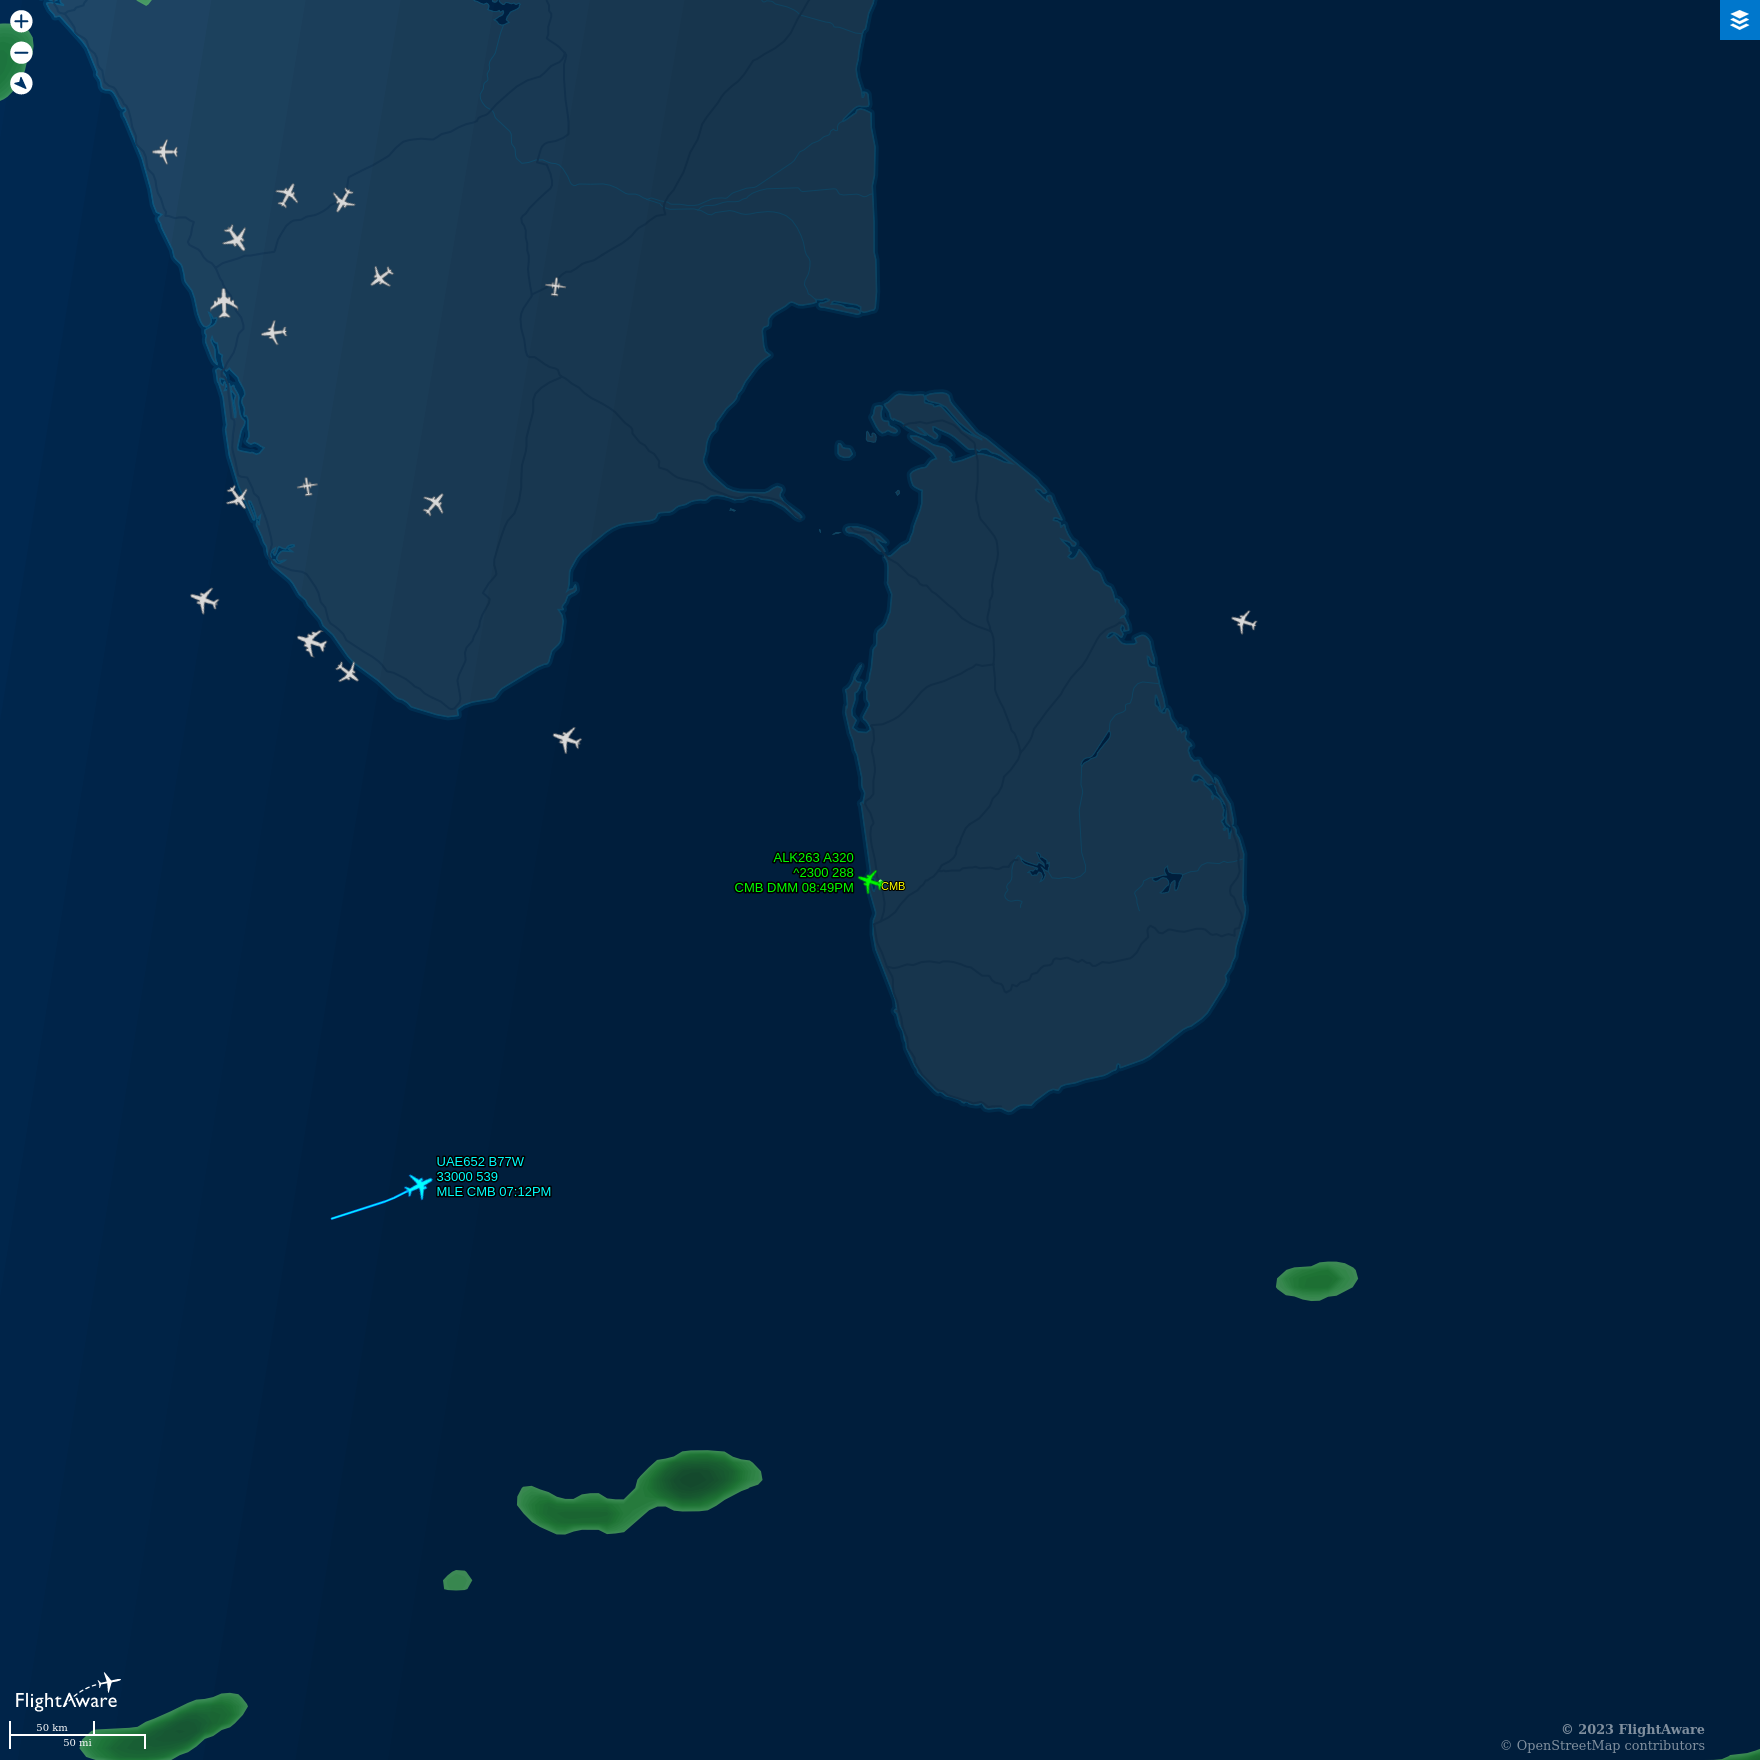 ALK263 A320
^2300 288
CMB DMM 08:49PM
CMB
UAE652 B77W
33000 539
MLE CMB 07:12PM
FlightAware
50 km
50 mi
© 2023 FlightAware
© OpenStreetMap contributors